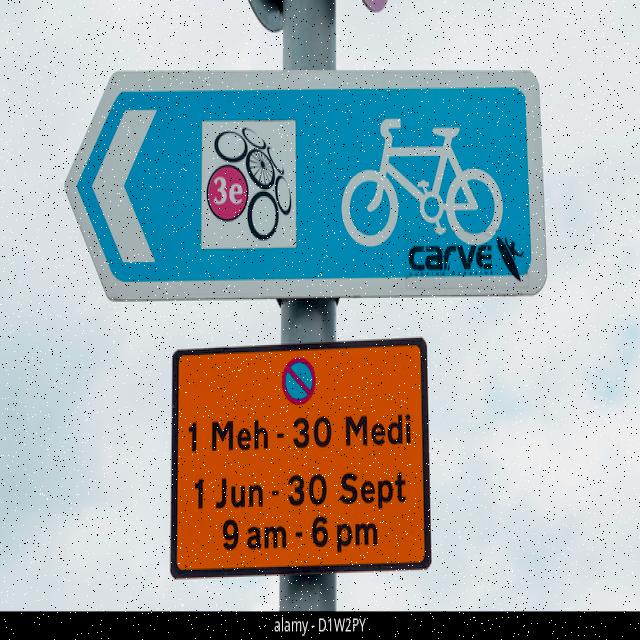 3e
carve
1 Meh - 30 Medi
1 Jun - 30 Sept
9 am - 6 pm
alamy - D1W2PY